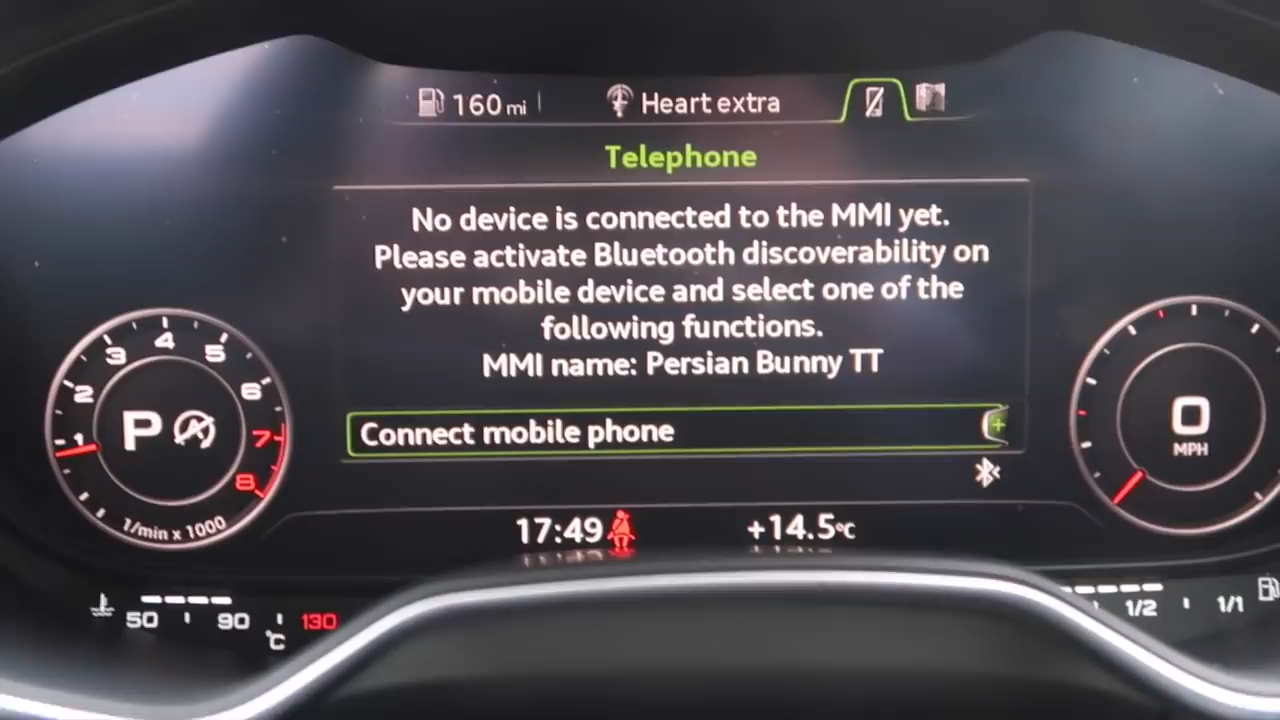 160 mi
Heart extra
Telephone
No device is connected to the MMI yet.
Please activate Bluetooth discoverability on
your mobile device and select one of the
following functions.
MMI name: Persian Bunny TT
Connect mobile phone
1 2 3 4 5 6 7 8
P A
1/min x 1000
0
MPH
17:49
+14.5°C
50 90 130
°C
1/2 1/1